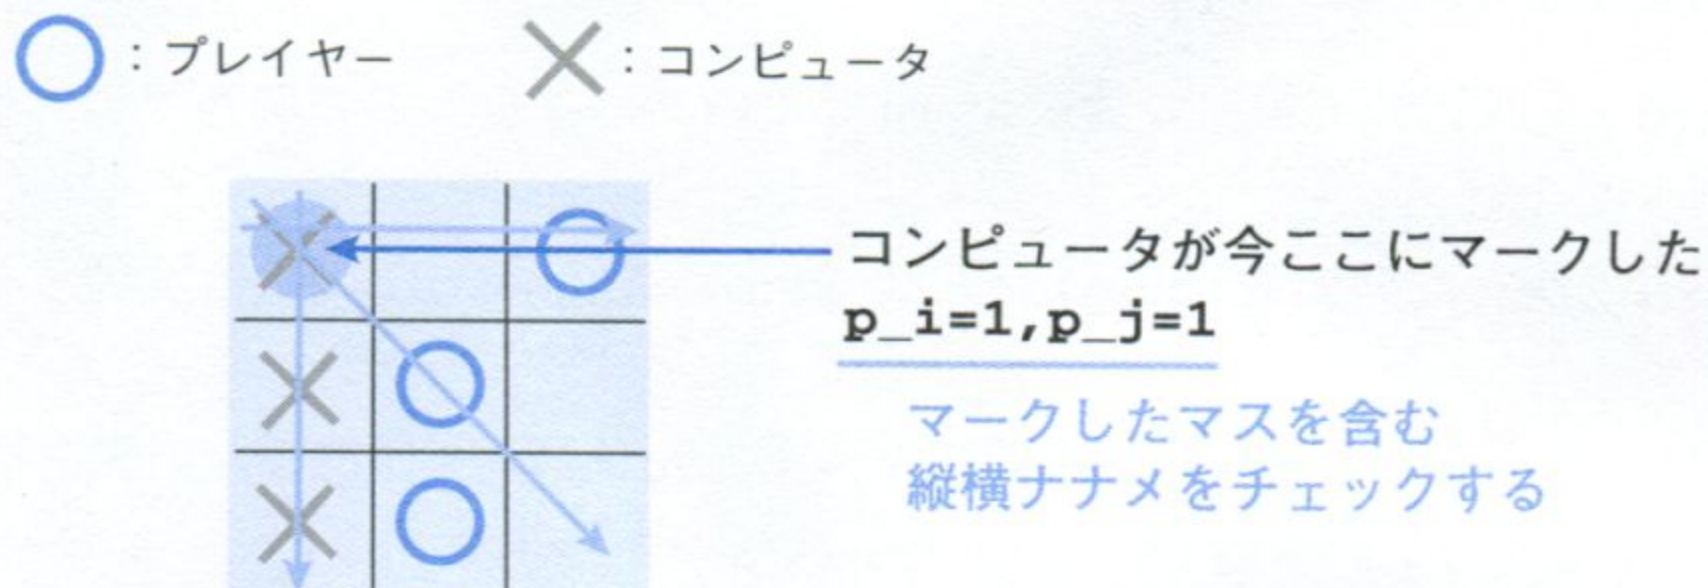 ：プレイヤー
：コンピュータ
コンピュータが今ここにマークした
p_i=1,p_j=1
マークしたマスを含む
縦横ナナメをチェックする